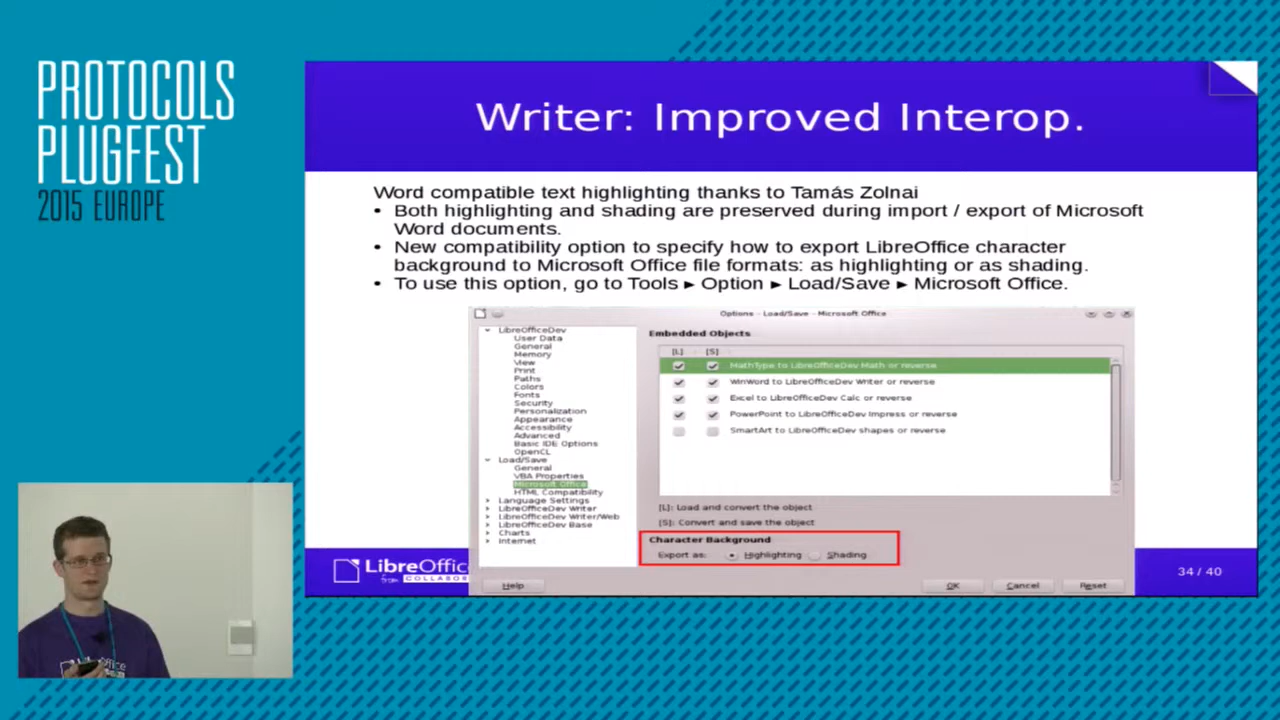 PROTOCOLS
PLUGFEST
2015 EUROPE
Writer: Improved Interop.
Word compatible text highlighting thanks to Tamás Zolnai
• Both highlighting and shading are preserved during import / export of Microsoft
Word documents.
• New compatibility option to specify how to export LibreOffice character
background to Microsoft Office file formats: as highlighting or as shading.
• To use this option, go to Tools ► Option ► Load/Save ► Microsoft Office.
Options - Load/Save - Microsoft Office
LibreOfficeDev
User Data
General
Memory
View
Print
Paths
Colors
Fonts
Security
Personalization
Appearance
Accessibility
Advanced
Basic IDE Options
OpenCL
Load/Save
General
VBA Properties
Microsoft Office
HTML Compatibility
Language Settings
LibreOfficeDev Writer
LibreOfficeDev Writer/Web
LibreOfficeDev Base
Charts
Internet
Embedded Objects
[L] [S]
MathType to LibreOfficeDev Math or reverse
WinWord to LibreOfficeDev Writer or reverse
Excel to LibreOfficeDev Calc or reverse
PowerPoint to LibreOfficeDev Impress or reverse
SmartArt to LibreOfficeDev shapes or reverse
[L]: Load and convert the object
[S]: Convert and save the object
Character Background
Export as: Highlighting Shading
Help OK Cancel Reset
LibreOffic
from COLLABOR
34 / 40
LibreOffice